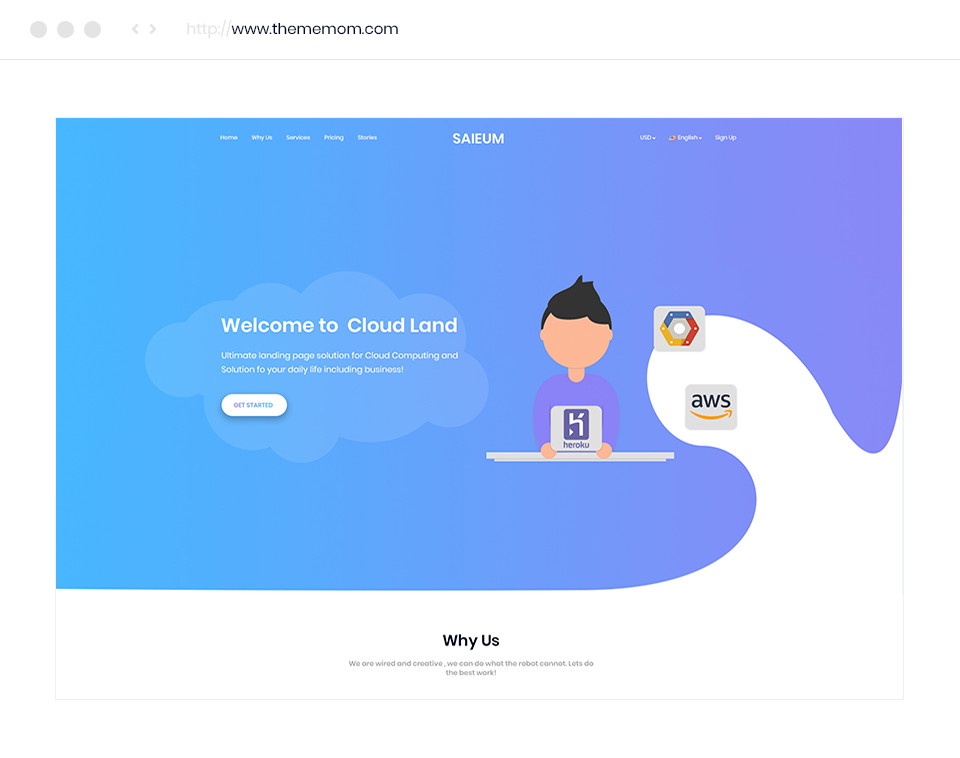 http://www.thememom.com
Home Why Us Services Pricing Stories SAIEUM USD English Sign Up
Welcome to Cloud Land
Ultimate landing page solution for Cloud Computing and
Solution fo your daily life including business!
GET STARTED
aws
heroku
Why Us
We are wired and creative , we can do what the robot cannot. Lets do
the best work!